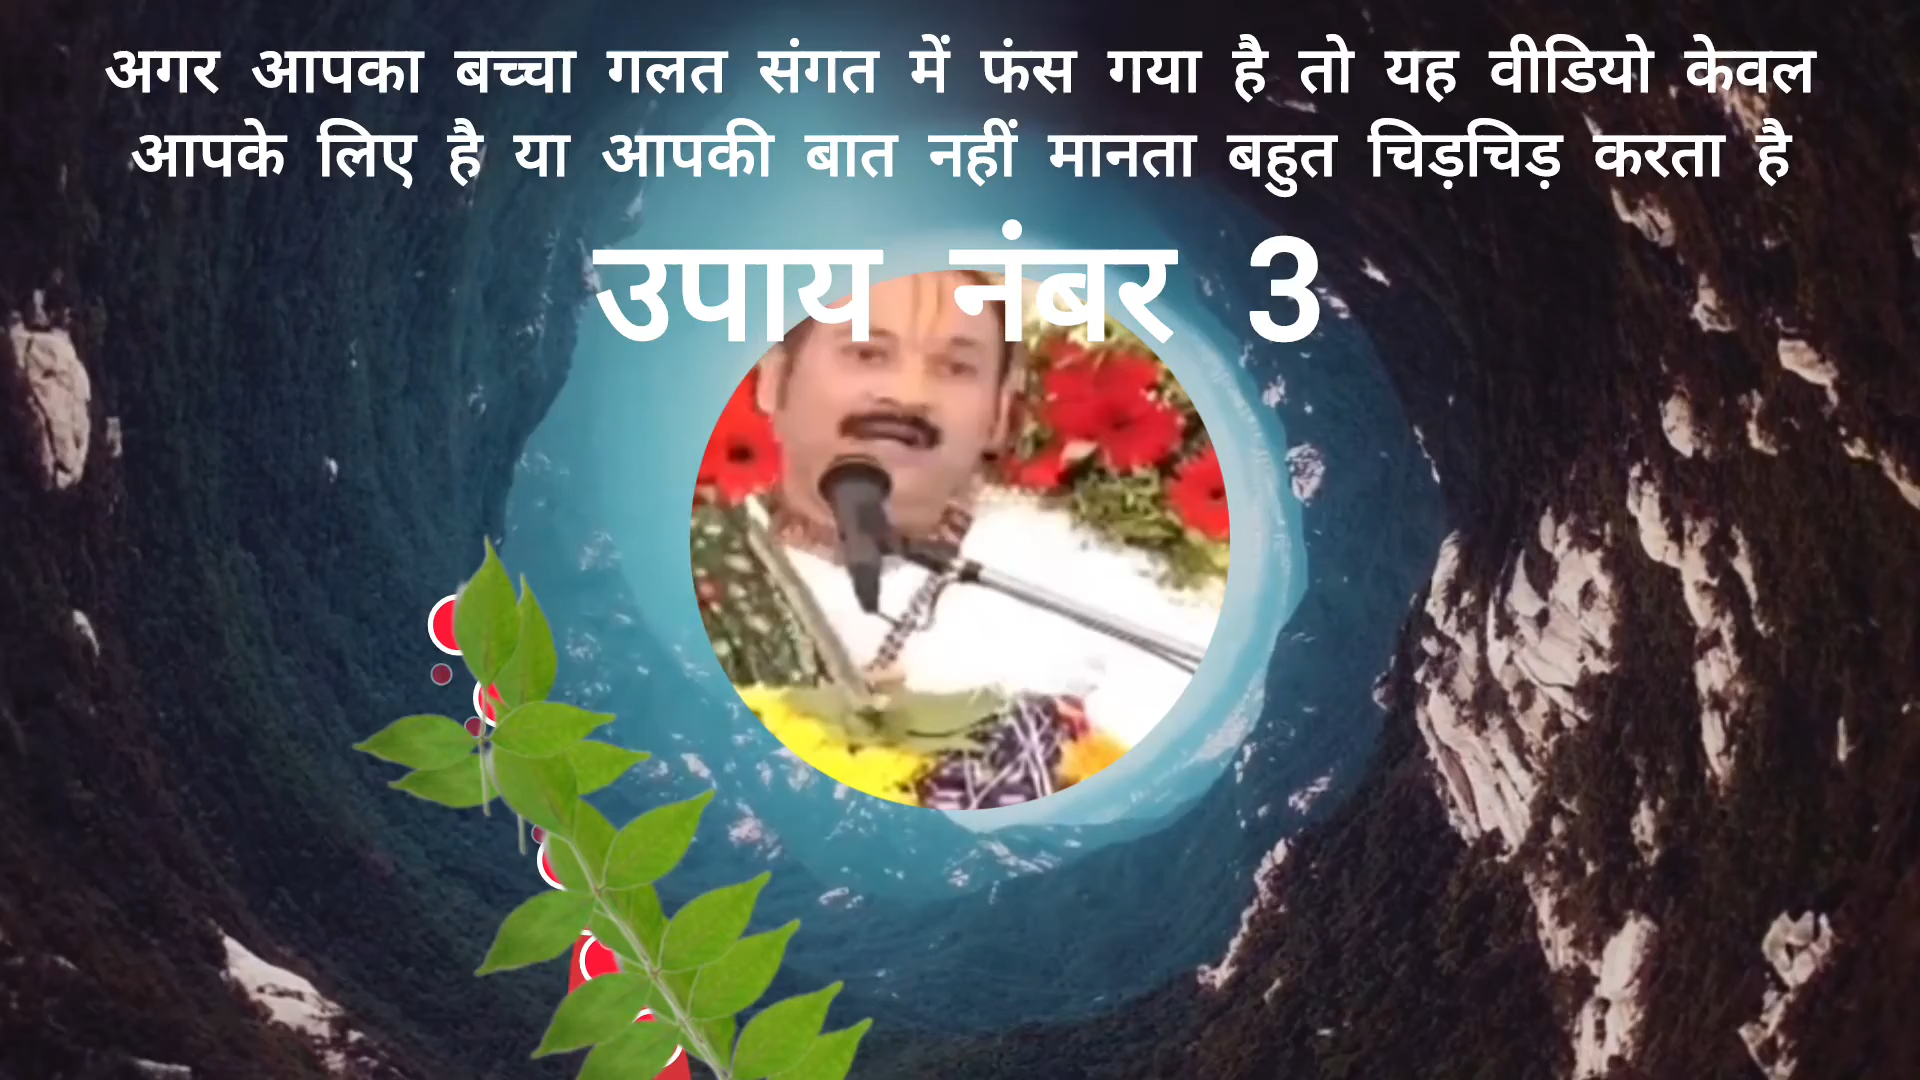 अगर आपका बच्चा गलत संगत में फंस गया है तो यह वीडियो केवल
आपके लिए है या आपकी बात नहीं मानता बहुत चिड़चिड़ करता है
उपाय नंबर 3